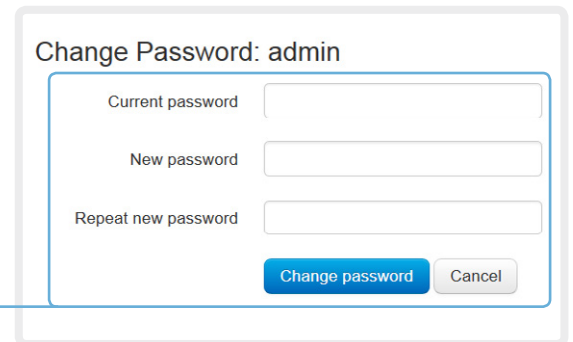 Change Password: admin
Current password
New password
Repeat new password
Change password Cancel